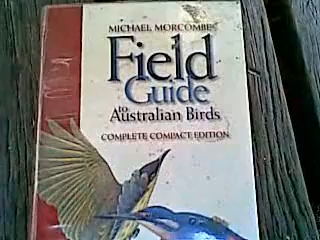 MICHAEL MORCOMBE
Field
Guide
to Australian Birds
COMPLETE COMPACT EDITION